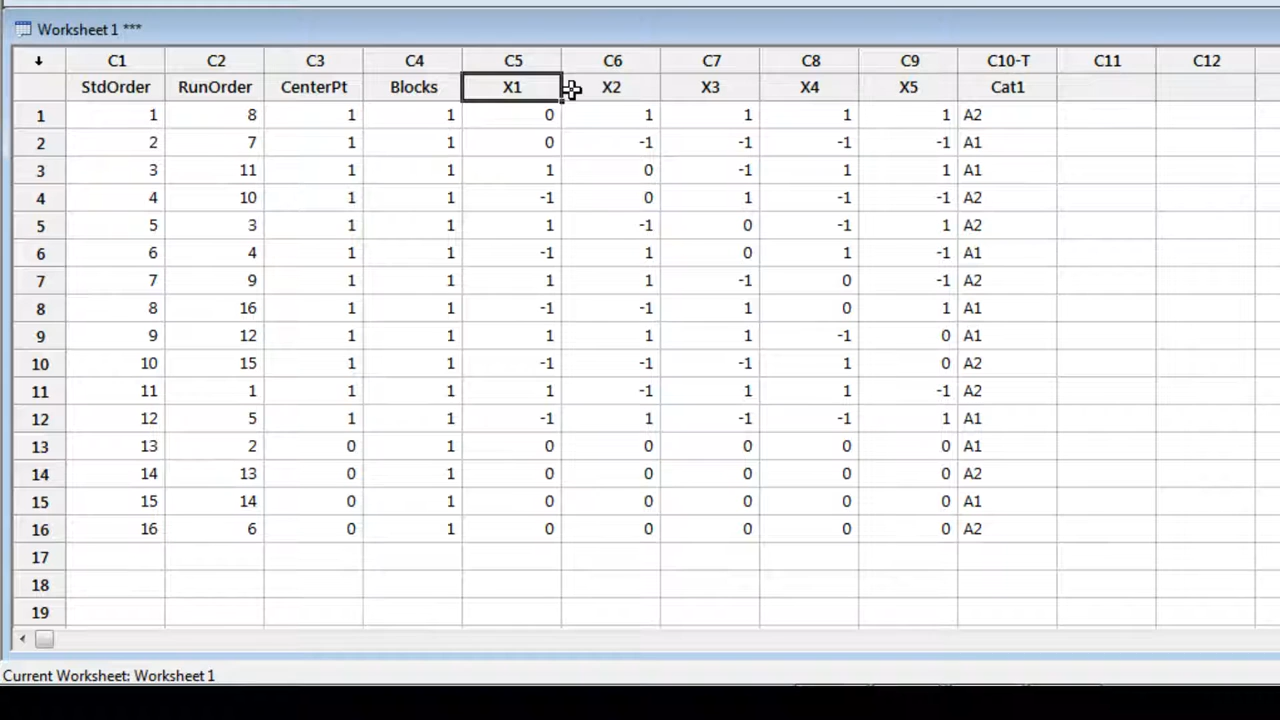 Worksheet 1 ***
↓ C1 C2 C3 C4 C5 C6 C7 C8 C9 C10-T C11 C12
StdOrder RunOrder CenterPt Blocks X1 X2 X3 X4 X5 Cat1
1 1 8 1 1 0 1 1 1 1 A2
2 2 7 1 1 0 -1 -1 -1 -1 A1
3 3 11 1 1 1 0 -1 1 1 A1
4 4 10 1 1 -1 0 1 -1 -1 A2
5 5 3 1 1 1 -1 0 -1 1 A2
6 6 4 1 1 -1 1 0 1 -1 A1
7 7 9 1 1 1 1 -1 0 -1 A2
8 8 16 1 1 -1 -1 1 0 1 A1
9 9 12 1 1 1 1 1 -1 0 A1
10 10 15 1 1 -1 -1 -1 1 0 A2
11 11 1 1 1 1 -1 1 1 -1 A2
12 12 5 1 1 -1 1 -1 -1 1 A1
13 13 2 0 1 0 0 0 0 0 A1
14 14 13 0 1 0 0 0 0 0 A2
15 15 14 0 1 0 0 0 0 0 A1
16 16 6 0 1 0 0 0 0 0 A2
17
18
19
Current Worksheet: Worksheet 1